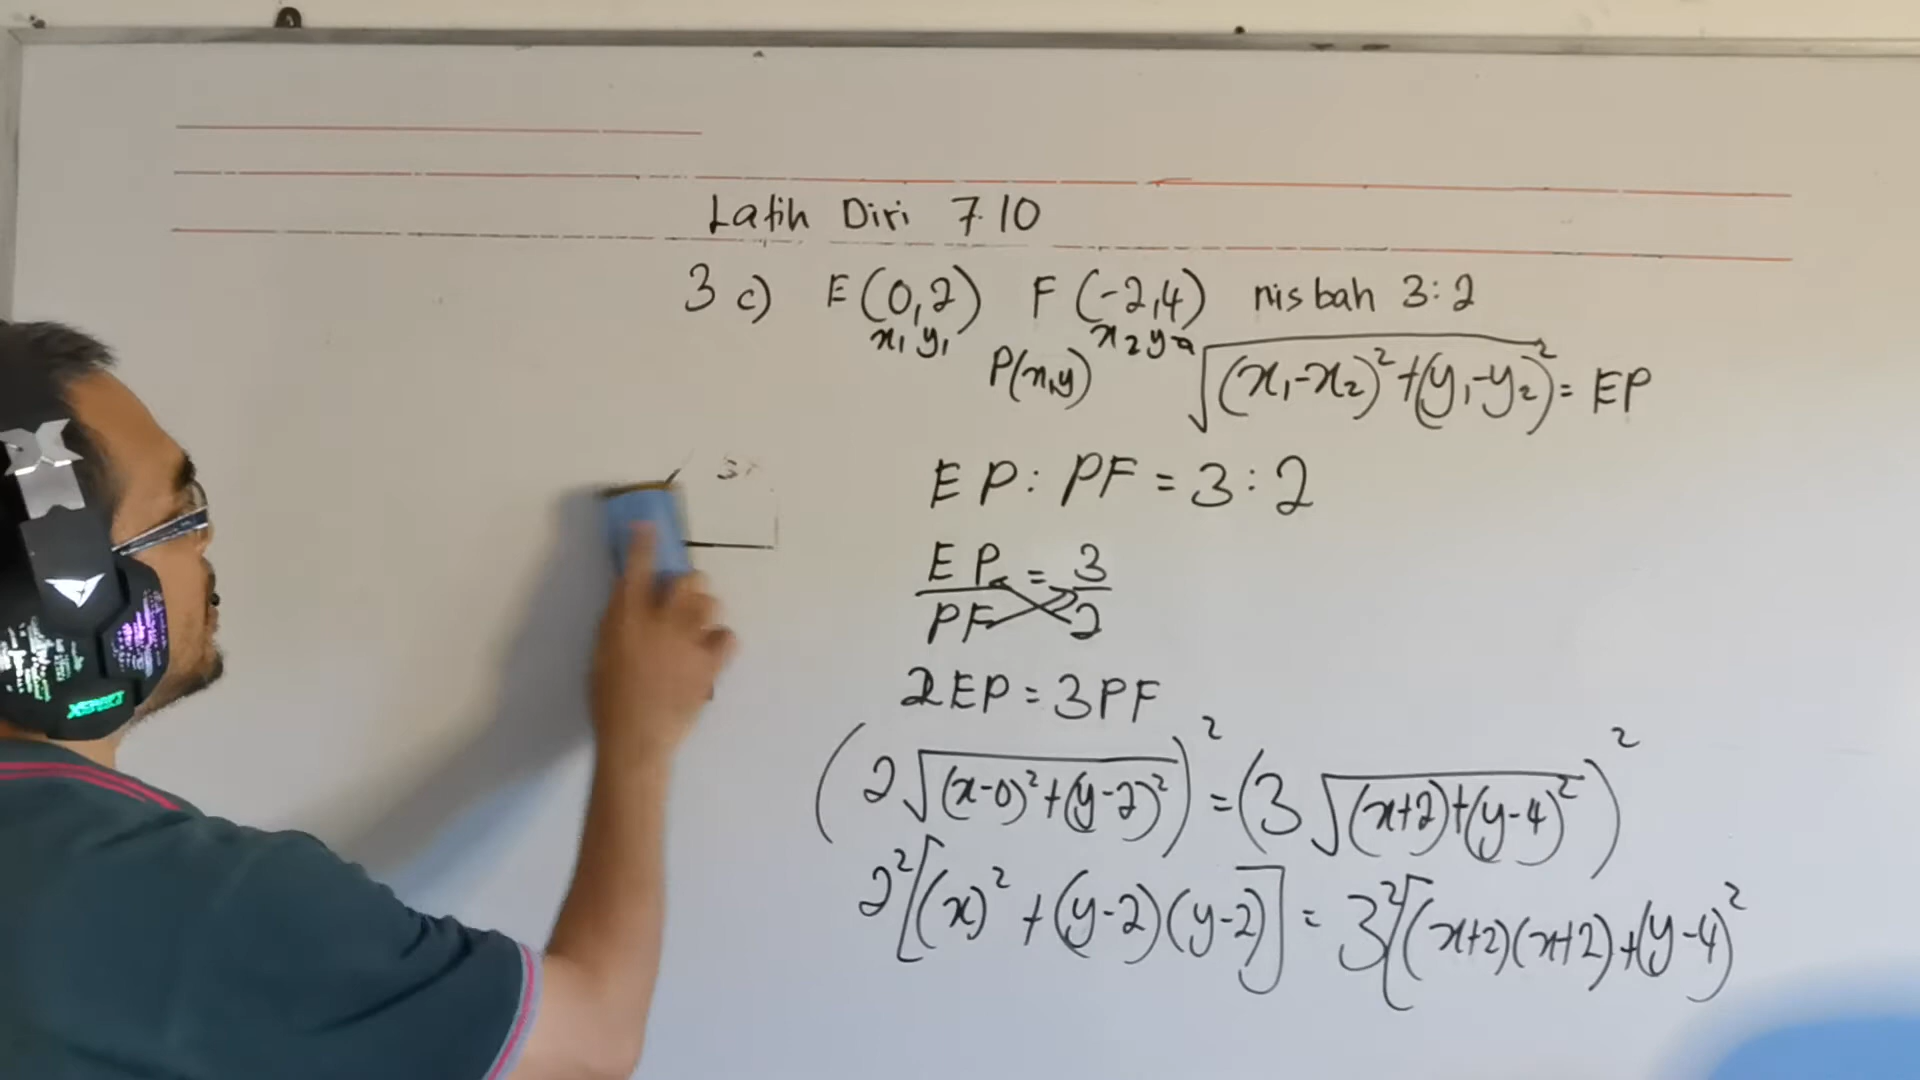 Latih Diri 7.10
3 c) E(0,2) F(-2,4) nisbah 3:2
x₁ y₁ x₂ y₂
P(x,y) √((x₁-x₂)²+(y₁-y₂)²) = EP
EP : PF = 3 : 2
EP/PF = 3/2
2EP = 3PF
(2√((x-0)²+(y-2)²))² = (3√((x+2)+(y-4)²))²
2²[(x)² + (y-2)(y-2)] = 3²[(x+2)(x+2)+(y-4)²